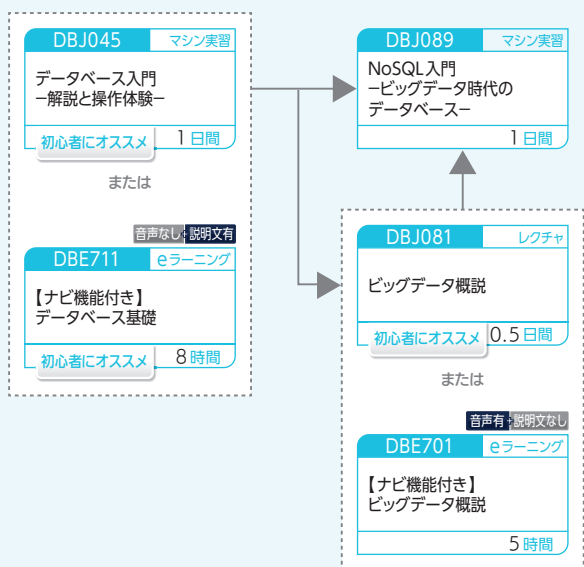 DBJ045 マシン実習
データベース入門
−解説と操作体験−
初心者にオススメ 1日間
または
音声なし+説明文有
DBE711 eラーニング
【ナビ機能付き】
データベース基礎
初心者にオススメ 8時間
DBJ089 マシン実習
NoSQL入門
−ビッグデータ時代の
データベース−
1日間
DBJ081 レクチャ
ビッグデータ概説
初心者にオススメ 0.5日間
または
音声有+説明文なし
DBE701 eラーニング
【ナビ機能付き】
ビッグデータ概説
5時間